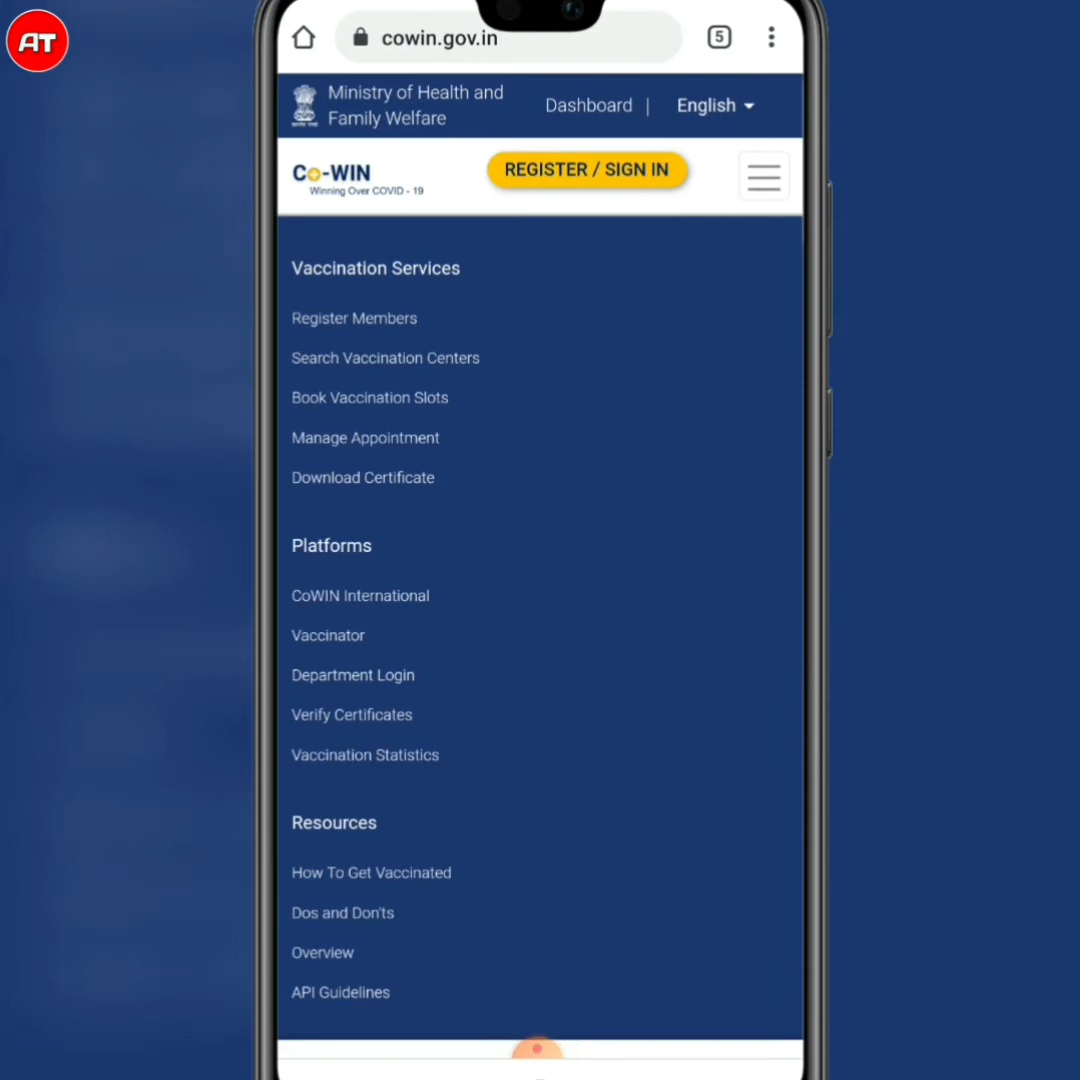 AT
cowin.gov.in
5
Ministry of Health and
Family Welfare
Dashboard |
English
Co-WIN
Winning Over COVID - 19
REGISTER / SIGN IN
Vaccination Services
Register Members
Search Vaccination Centers
Book Vaccination Slots
Manage Appointment
Download Certificate
Platforms
CoWIN International
Vaccinator
Department Login
Verify Certificates
Vaccination Statistics
Resources
How To Get Vaccinated
Dos and Don'ts
Overview
API Guidelines